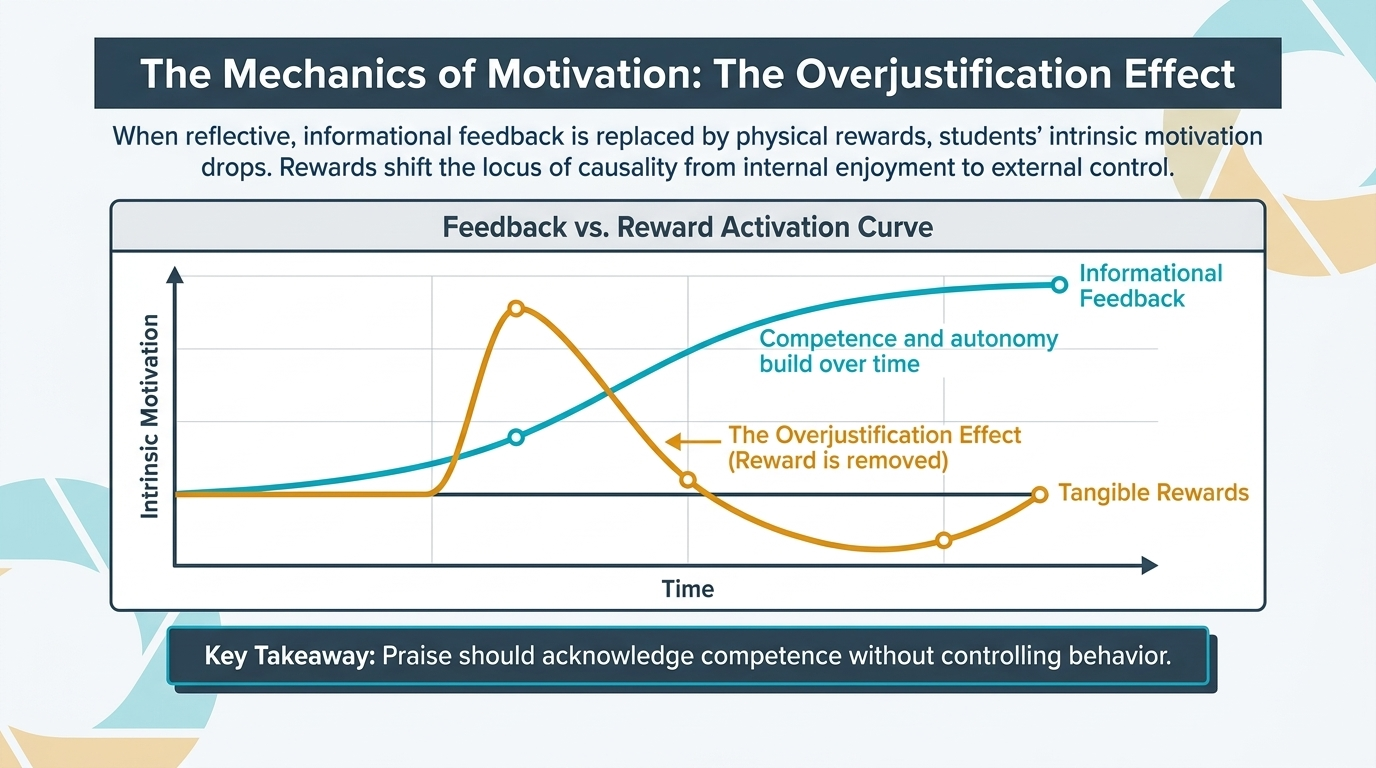 The Mechanics of Motivation: The Overjustification Effect
When reflective, informational feedback is replaced by physical rewards, students’ intrinsic motivation
drops. Rewards shift the locus of causality from internal enjoyment to external control.
Feedback vs. Reward Activation Curve
Intrinsic Motivation
Informational
Feedback
Competence and autonomy
build over time
The Overjustification Effect
(Reward is removed)
Tangible Rewards
Time
Key Takeaway: Praise should acknowledge competence without controlling behavior.